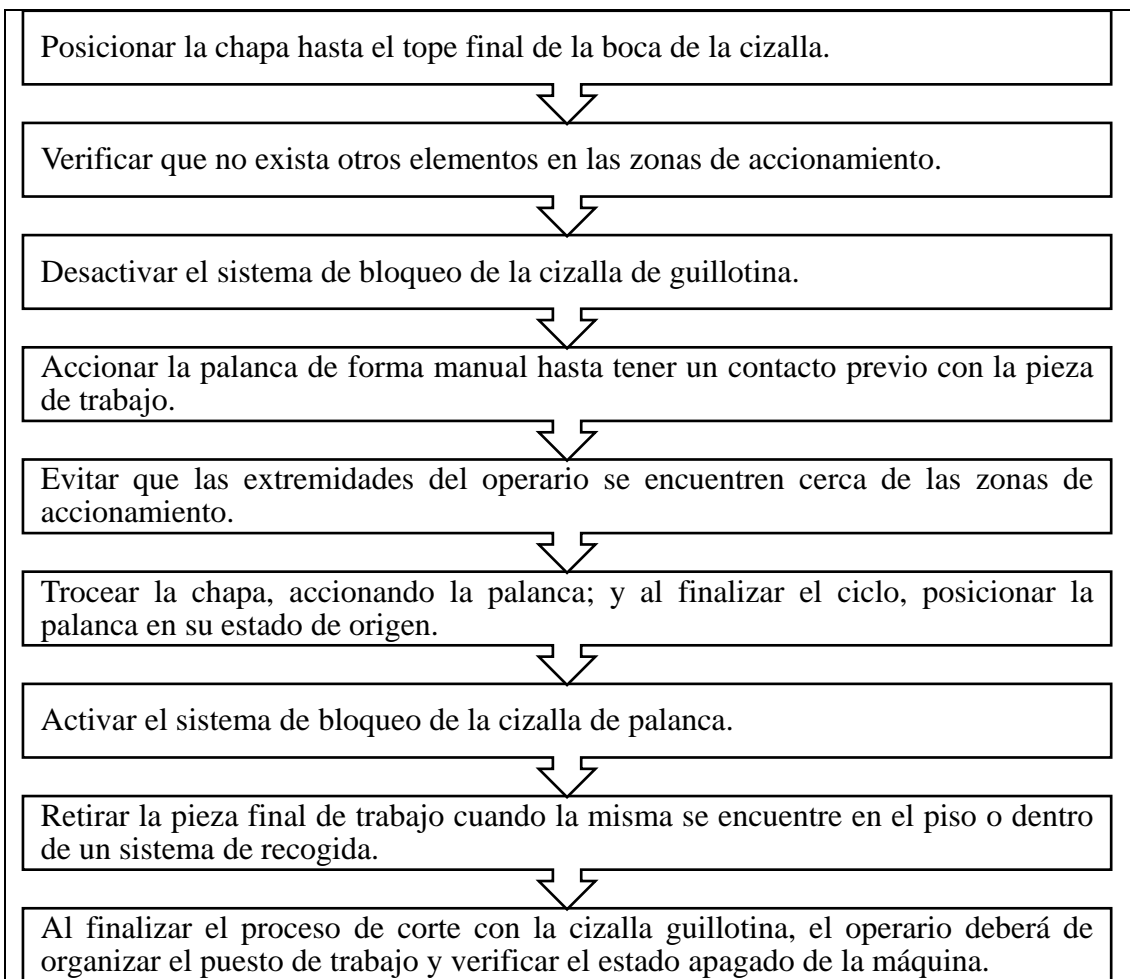 Posicionar la chapa hasta el tope final de la boca de la cizalla.
Verificar que no exista otros elementos en las zonas de accionamiento.
Desactivar el sistema de bloqueo de la cizalla de guillotina.
Accionar la palanca de forma manual hasta tener un contacto previo con la pieza
de trabajo.
Evitar que las extremidades del operario se encuentren cerca de las zonas de
accionamiento.
Trocear la chapa, accionando la palanca; y al finalizar el ciclo, posicionar la
palanca en su estado de origen.
Activar el sistema de bloqueo de la cizalla de palanca.
Retirar la pieza final de trabajo cuando la misma se encuentre en el piso o dentro
de un sistema de recogida.
Al finalizar el proceso de corte con la cizalla guillotina, el operario deberá de
organizar el puesto de trabajo y verificar el estado apagado de la máquina.